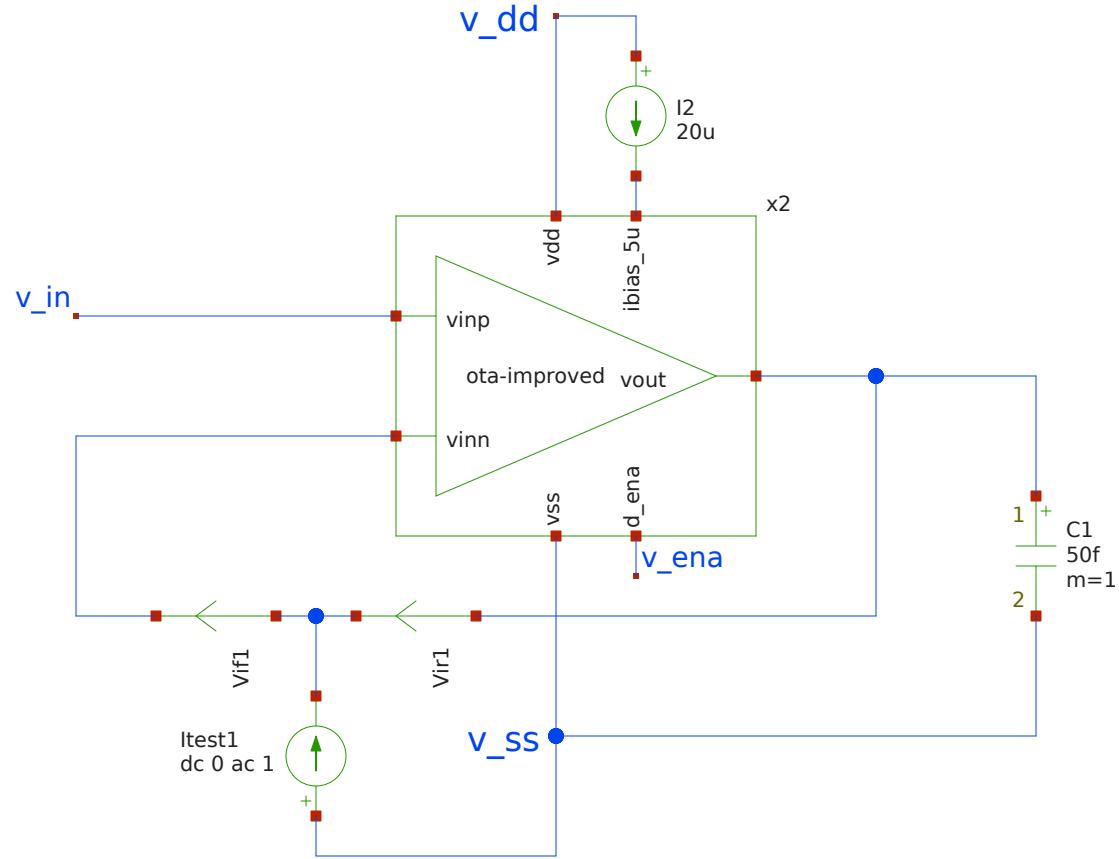 v_dd
+
I2
20u
x2
vdd
ibias_5u
v_in
vinp
ota-improved
vout
vinn
vss
d_ena
v_ena
1
+
C1
50f
m=1
2
Vif1
Vir1
Itest1
dc 0 ac 1
+
v_ss